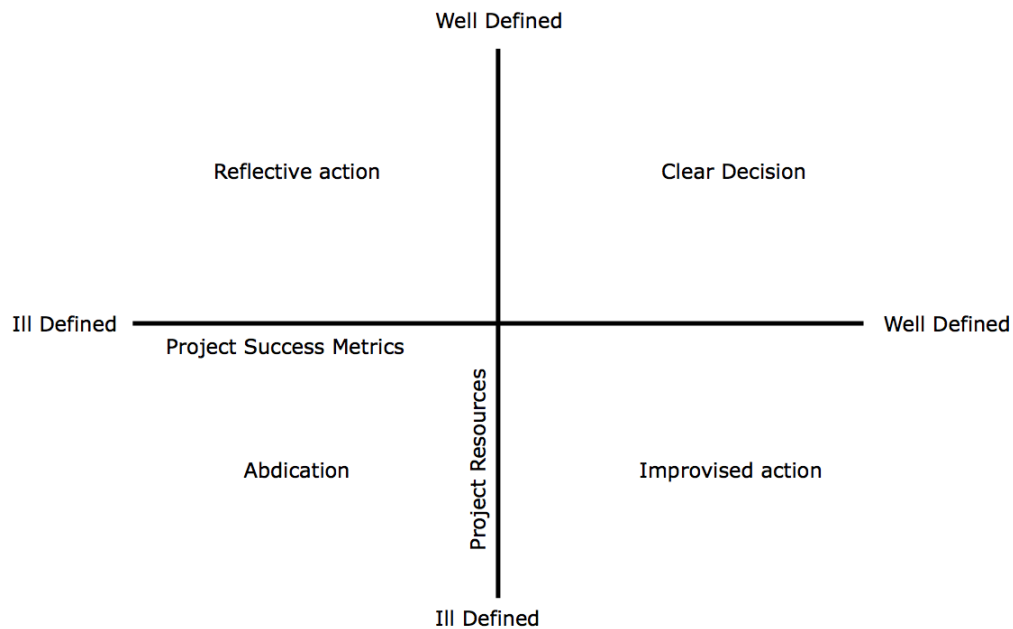 Well Defined
Reflective action
Clear Decision
Ill Defined
Well Defined
Project Success Metrics
Project Resources
Abdication
Improvised action
Ill Defined